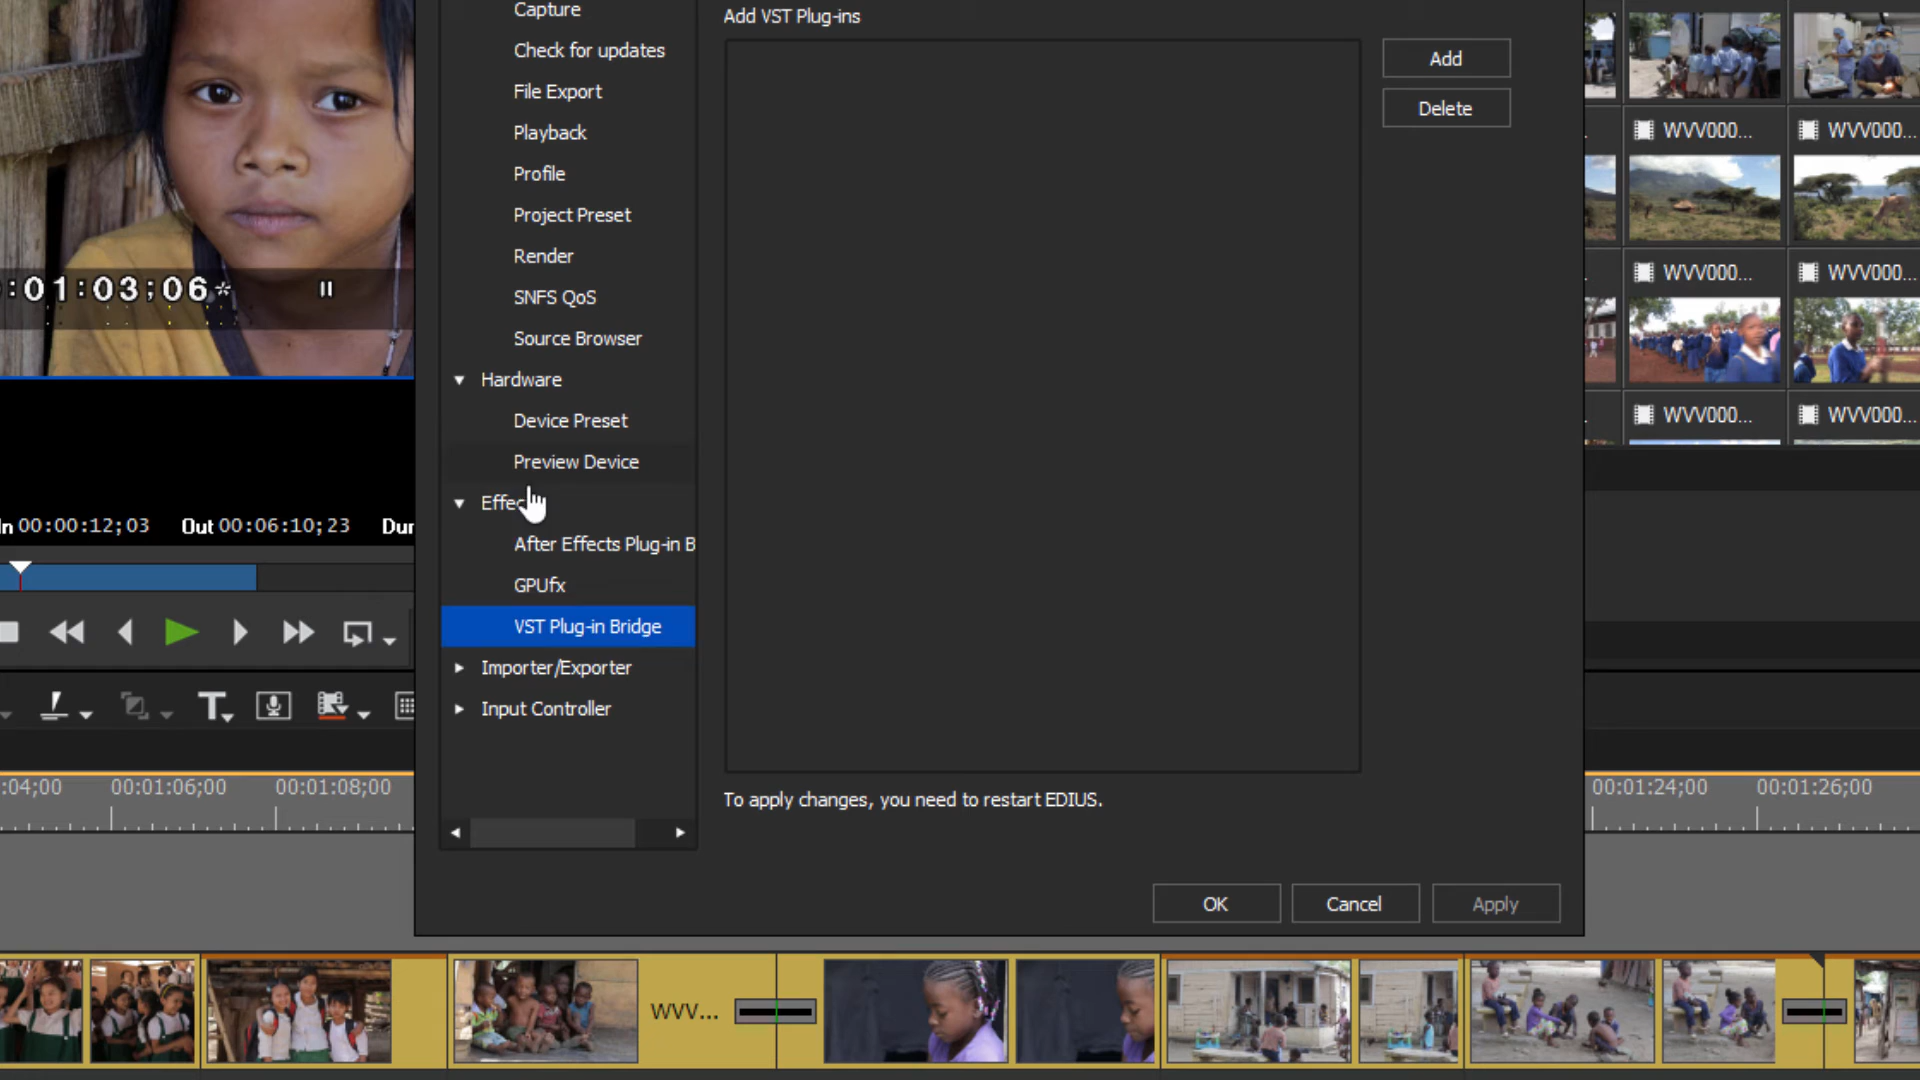 Capture
Check for updates
File Export
Playback
Profile
Project Preset
Render
SNFS QoS
Source Browser
Hardware
Device Preset
Preview Device
After Effects Plug-in B
GPUfx
VST Plug-in Bridge
Importer/Exporter
Input Controller
Add VST Plug-ins
Add
Delete
To apply changes, you need to restart EDIUS.
OK
Cancel
Apply
:01:03;06*
In 00:00:12;03 Out 00:06:10;23 Dur
:04;00 00:01:06;00 00:01:08;00
00:01:24;00 00:01:26;00
WVV000... WVV000...
WVV000... WVV000...
WVV000... WVV000...
WVV...